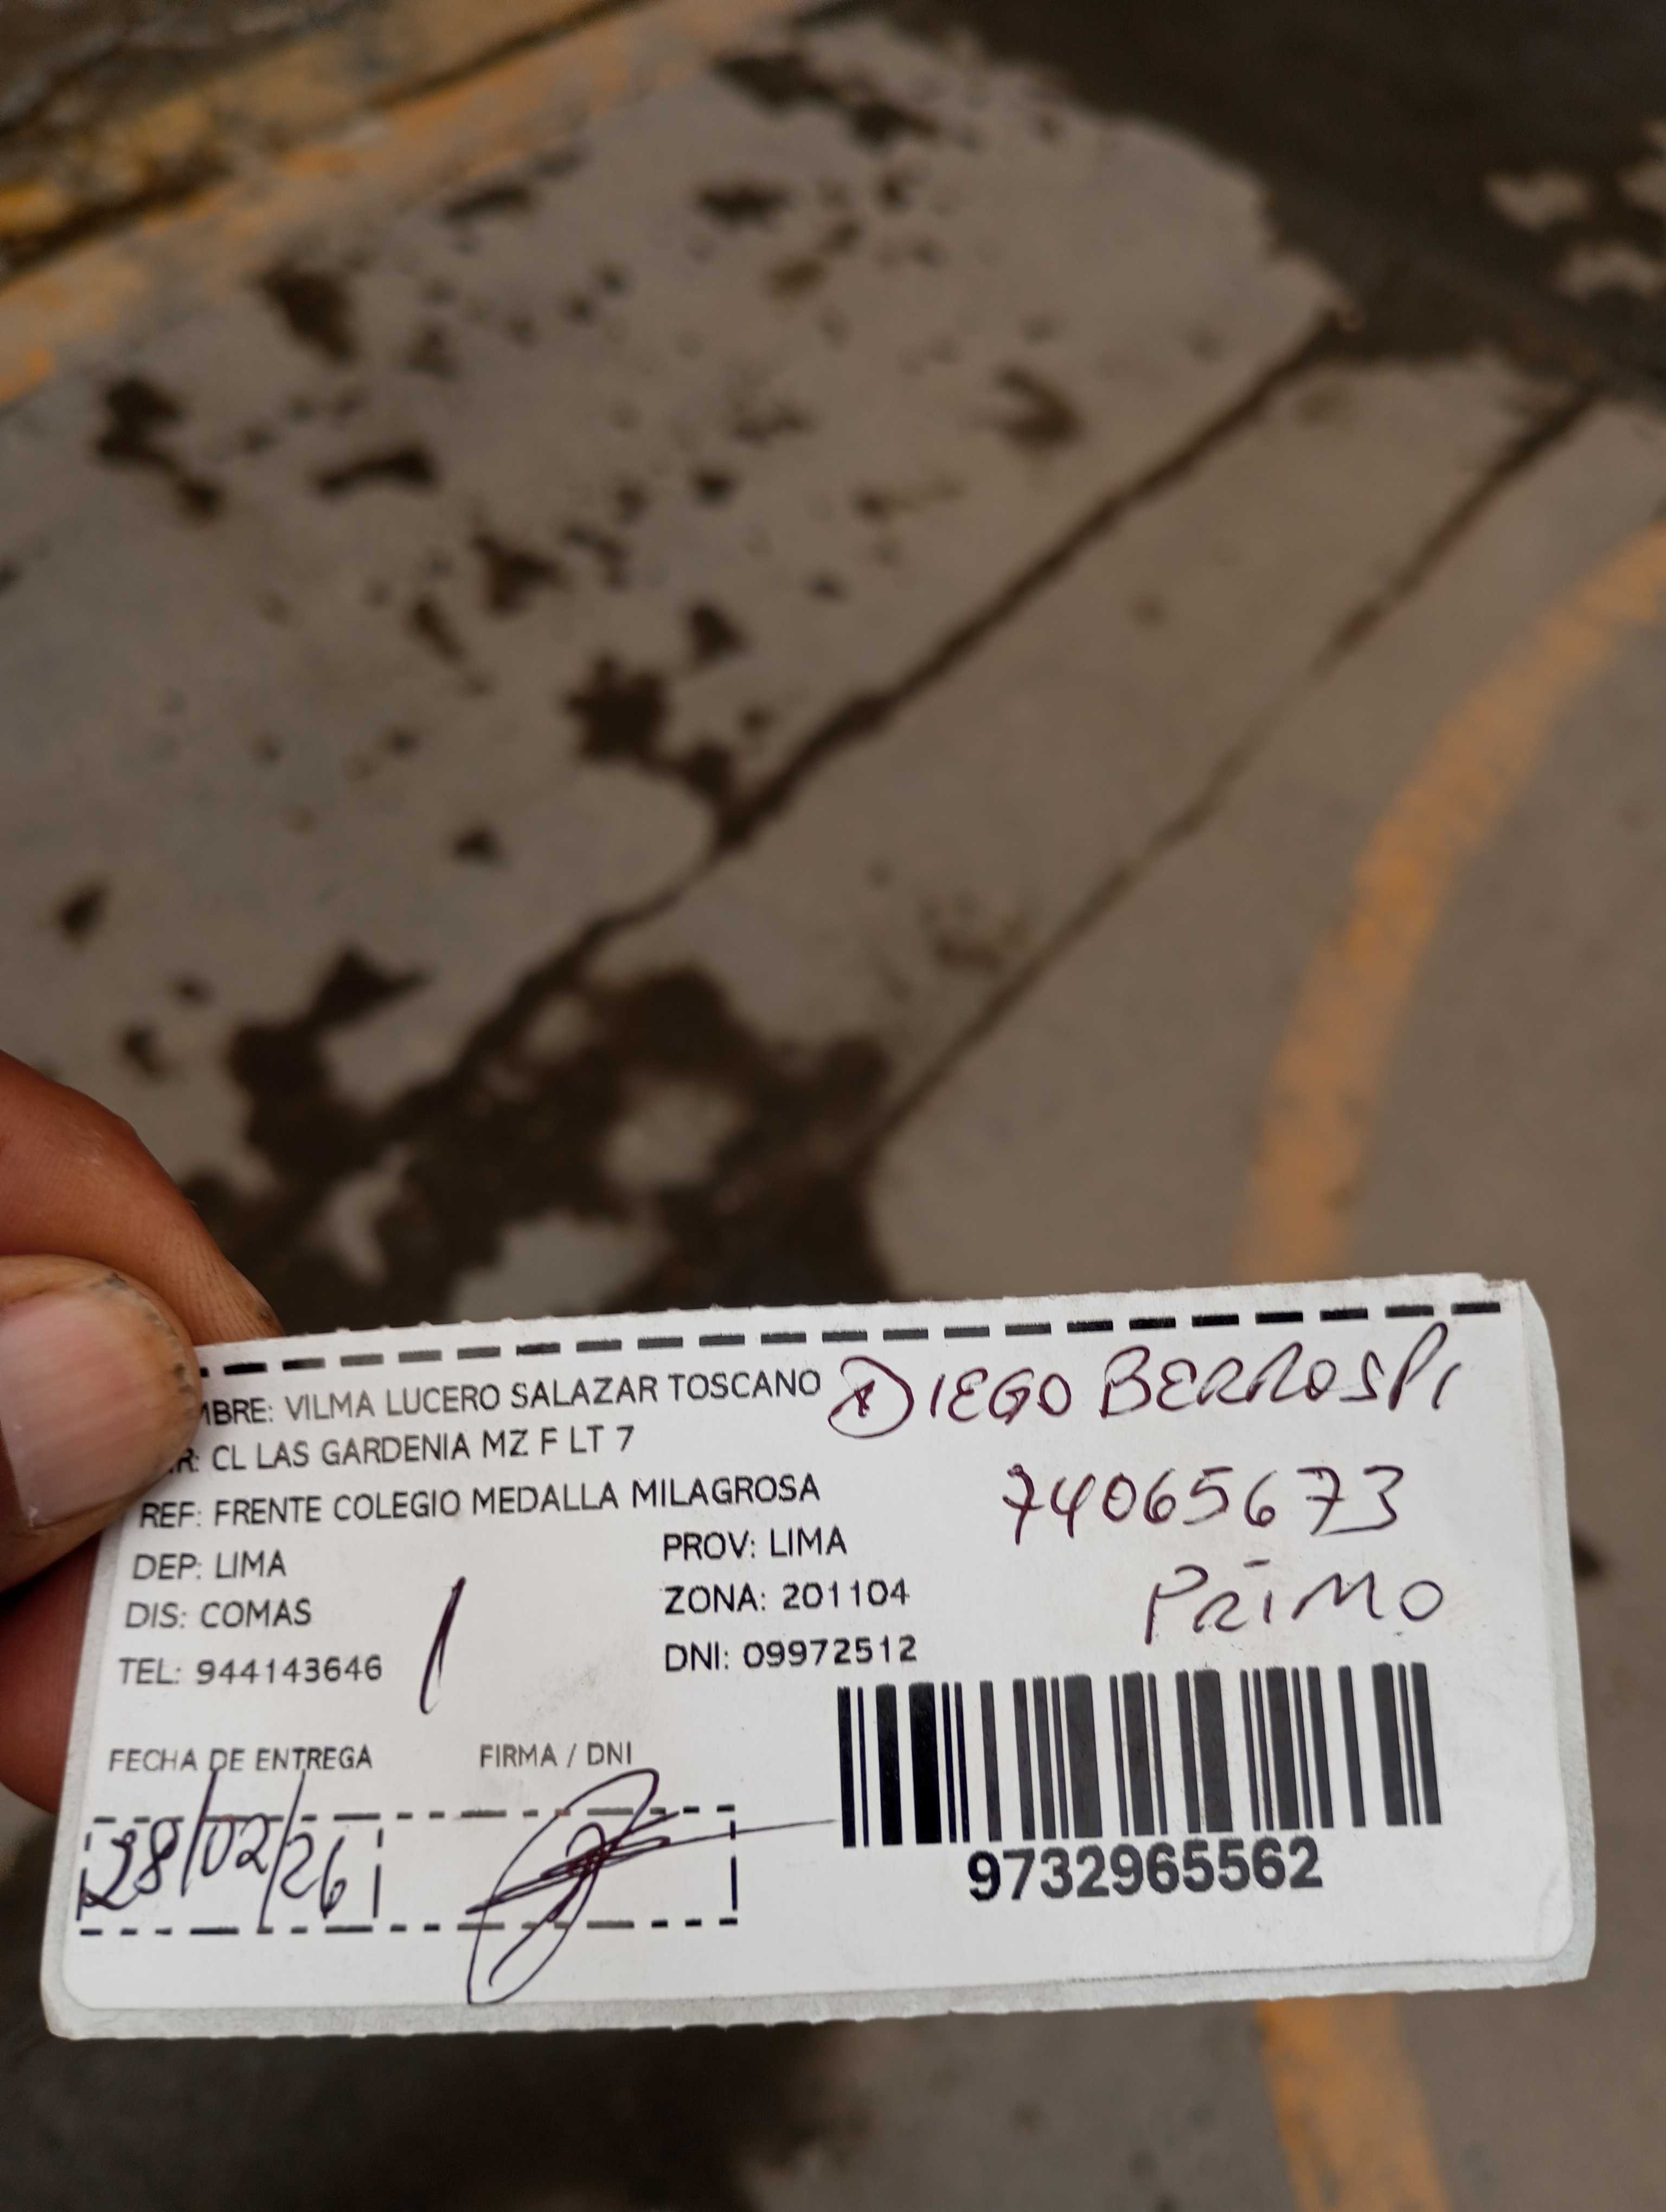 MBRE: VILMA LUCERO SALAZAR TOSCANO
R: CL LAS GARDENIA MZ F LT 7
REF: FRENTE COLEGIO MEDALLA MILAGROSA
DEP: LIMA
PROV: LIMA
DIS: COMAS
ZONA: 201104
TEL: 944143646
DNI: 09972512
DIEGO BERROSPI
74065673
PRIMO
FECHA DE ENTREGA
FIRMA / DNI
28/02/26
9732965562